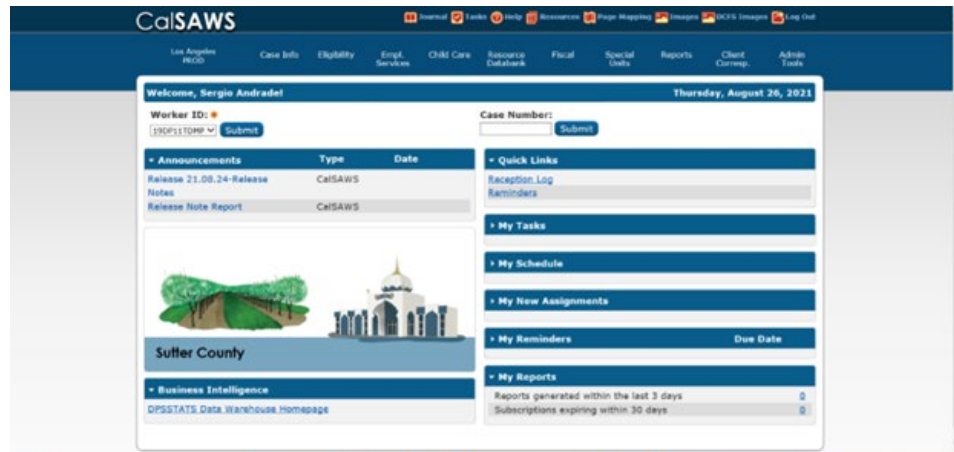 CalSAWS
Journal Tasks Help Resources Page Mapping Images DCFS Images Log Out
Los Angeles
PROD
Case Info Eligibility Empl.
Services
Child Care Resource
Databank
Fiscal Special
Units
Reports Client
Corresp.
Admin
Tools
Welcome, Sergio Andrade! Thursday, August 26, 2021
Worker ID:
19DP11TDMP Submit
Case Number:
Submit
Announcements Type Date
Release 21.08.24-Release
Notes
CalSAWS
Release Note Report CalSAWS
Sutter County
Business Intelligence
DPSSTATS Data Warehouse Homepage
Quick Links
Reception Log
Reminders
My Tasks
My Schedule
My New Assignments
My Reminders Due Date
My Reports
Reports generated within the last 3 days 0
Subscriptions expiring within 30 days 0